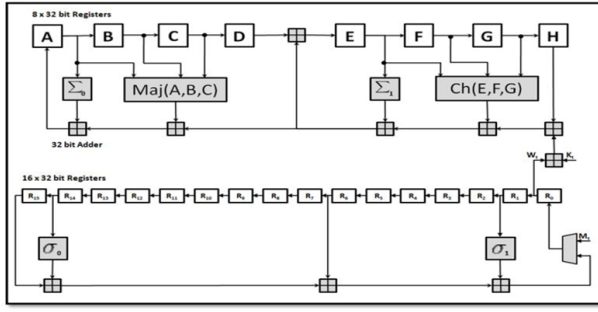 8 x 32 bit Registers
A B C D E F G H
Σ₀ Maj(A,B,C) Σ₁ Ch(E,F,G)
32 bit Adder
Wₜ Kₜ
16 x 32 bit Registers
R₁₅ R₁₄ R₁₃ R₁₂ R₁₁ R₁₀ R₉ R₈ R₇ R₆ R₅ R₄ R₃ R₂ R₁ R₀
Mₜ
σ₀ σ₁